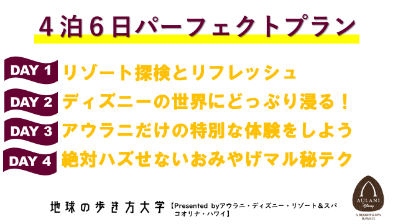 4泊6日パーフェクトプラン
DAY 1 リゾート探検とリフレッシュ
DAY 2 ディズニーの世界にどっぷり浸る！
DAY 3 アウラニだけの特別な体験をしよう
DAY 4 絶対ハズせないおみやげマル秘テク
地球の歩き方大学【Presented byアウラニ・ディズニー・リゾート＆スパ
コオリナ・ハワイ】
AULANI
Disney